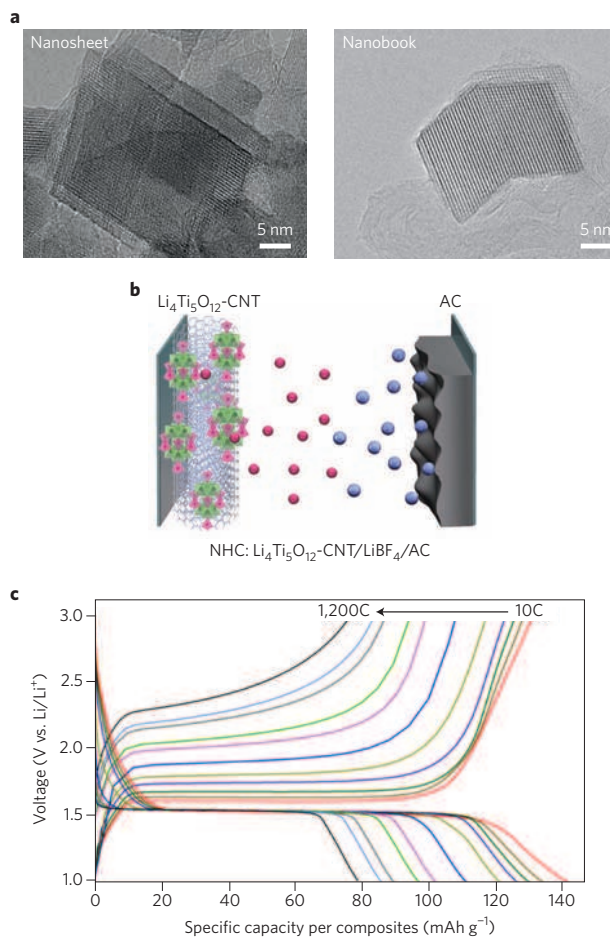 a
Nanosheet
Nanobook
5 nm
5 nm
b
Li₄Ti₅O₁₂-CNT
AC
NHC: Li₄Ti₅O₁₂-CNT/LiBF₄/AC
c
1,200C
10C
3.0
2.5
2.0
1.5
1.0
Voltage (V vs. Li/Li⁺)
0
20
40
60
80
100
120
140
Specific capacity per composites (mAh g⁻¹)